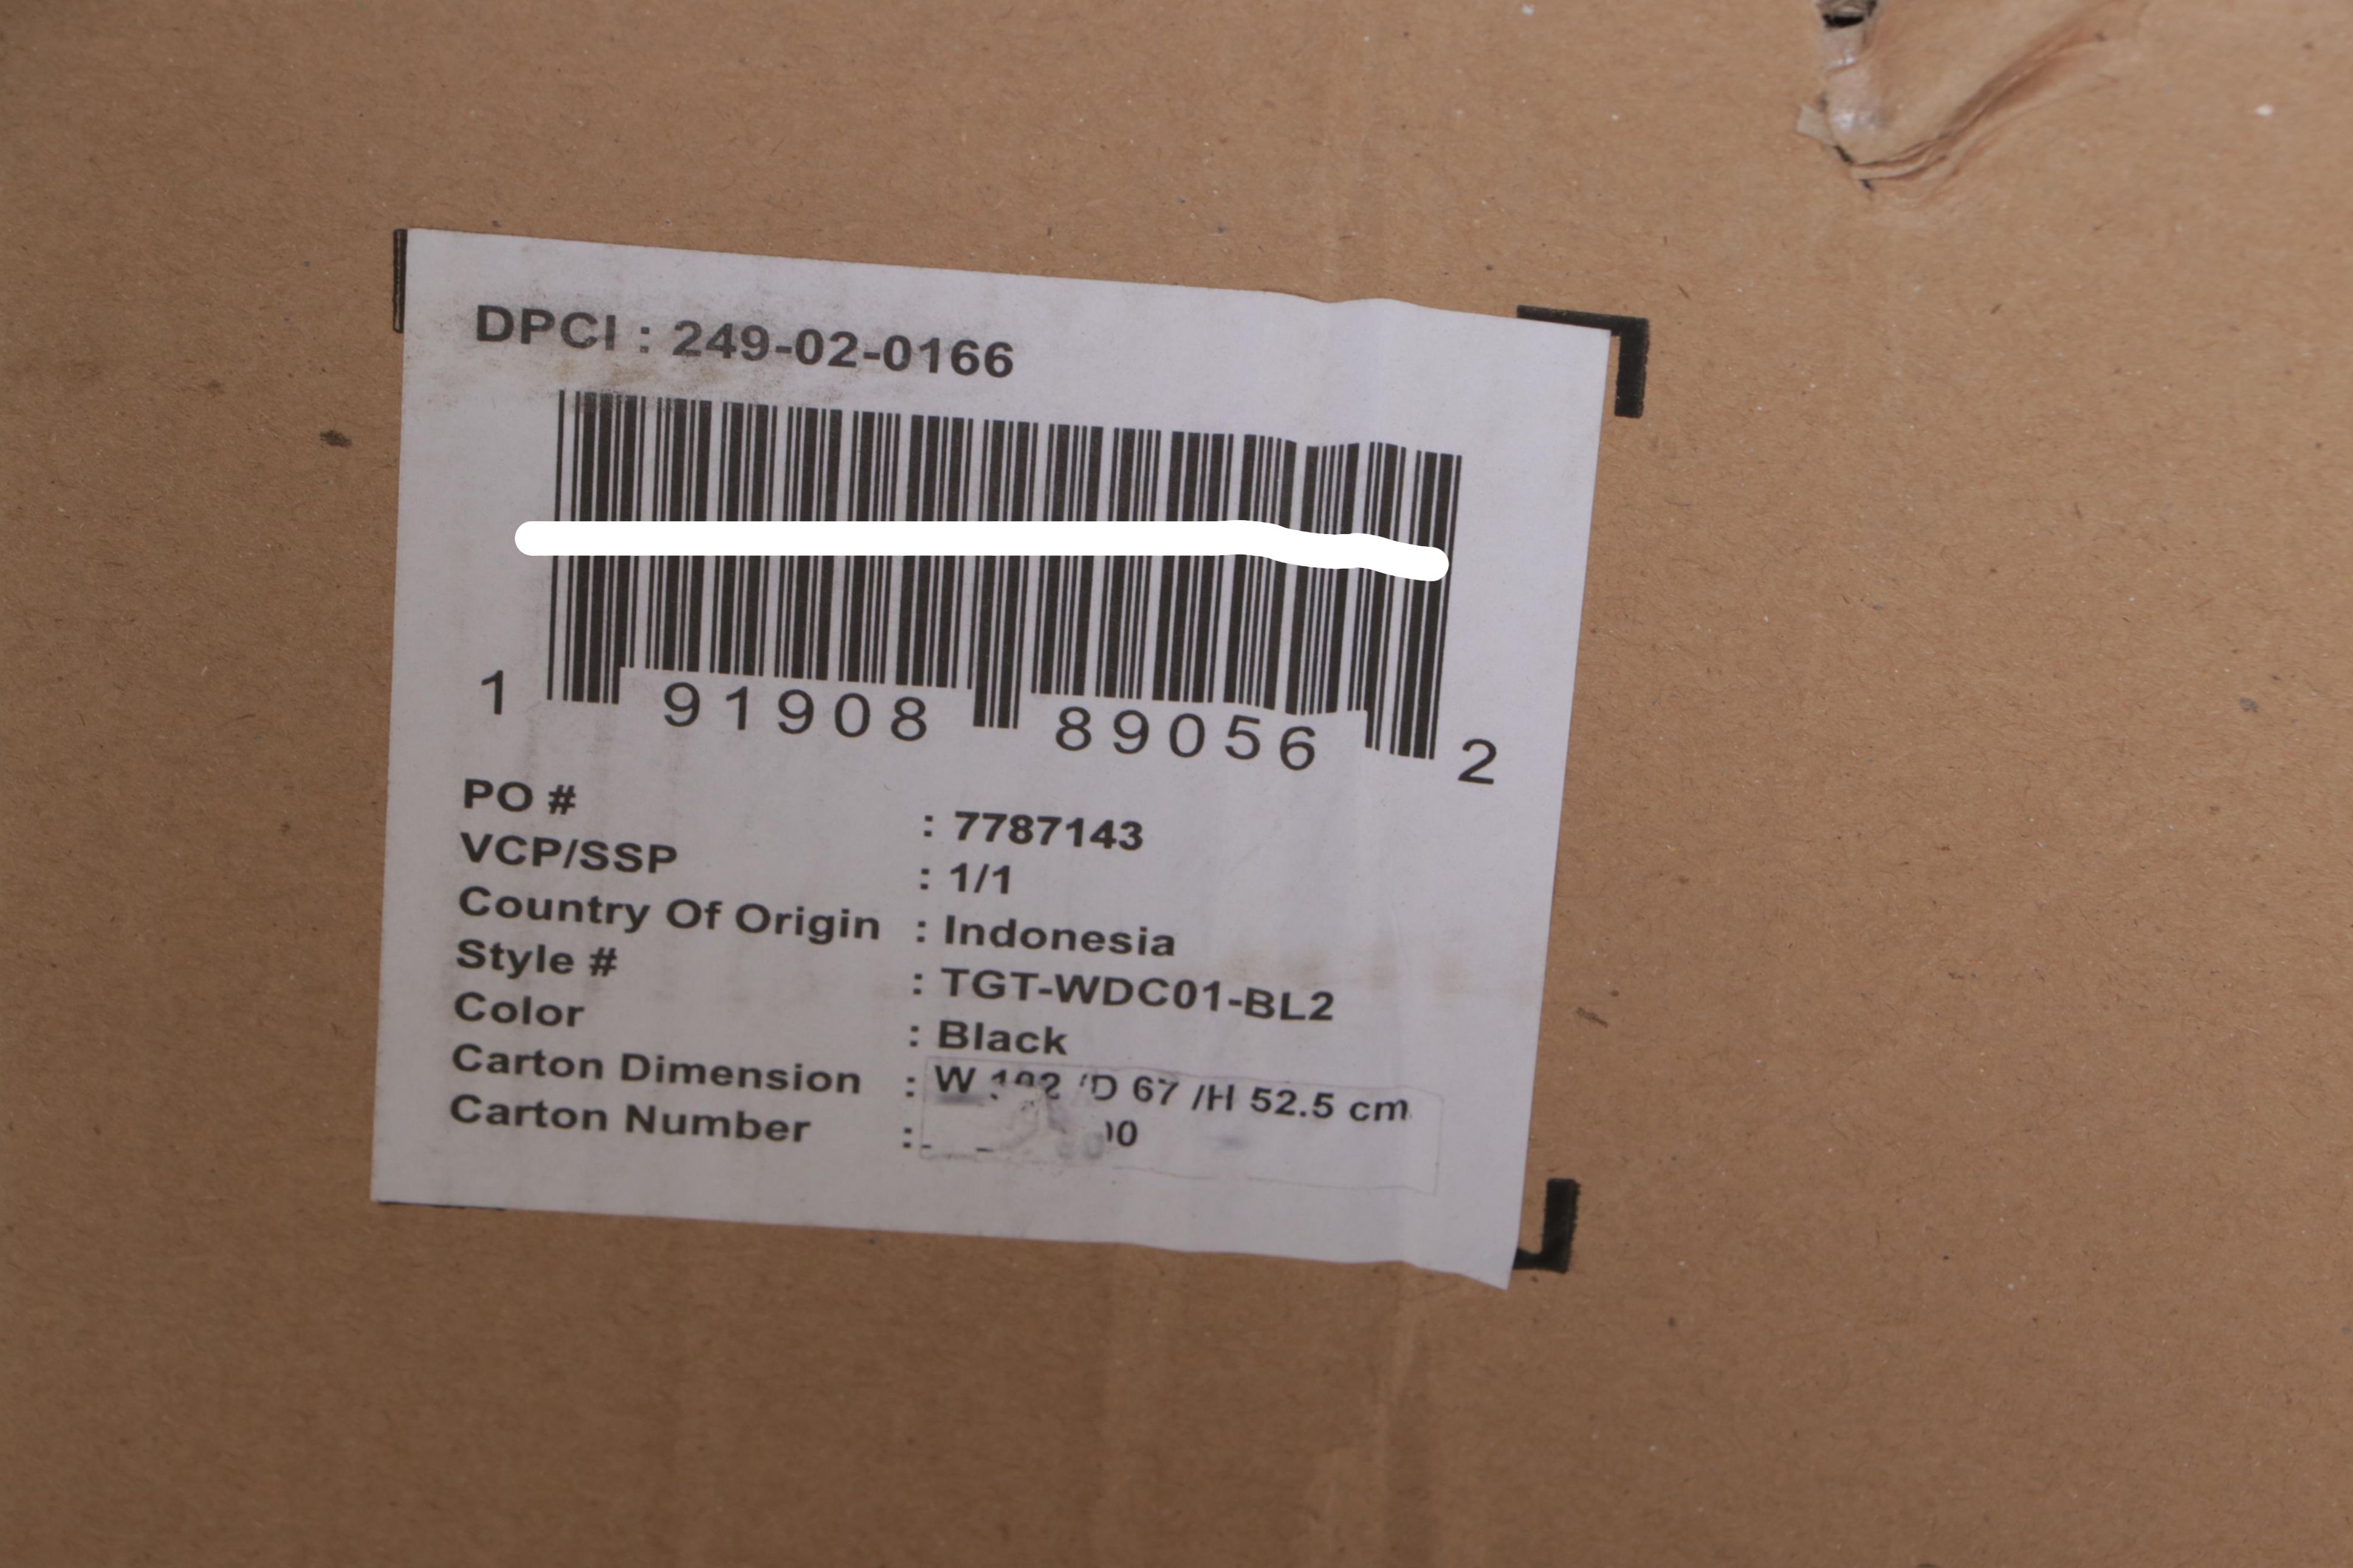 DPCI : 249-02-0166
1 91908 89056 2
PO # : 7787143
VCP/SSP : 1/1
Country Of Origin : Indonesia
Style # : TGT-WDC01-BL2
Color : Black
Carton Dimension : W 102 /D 67 /H 52.5 cm
Carton Number :